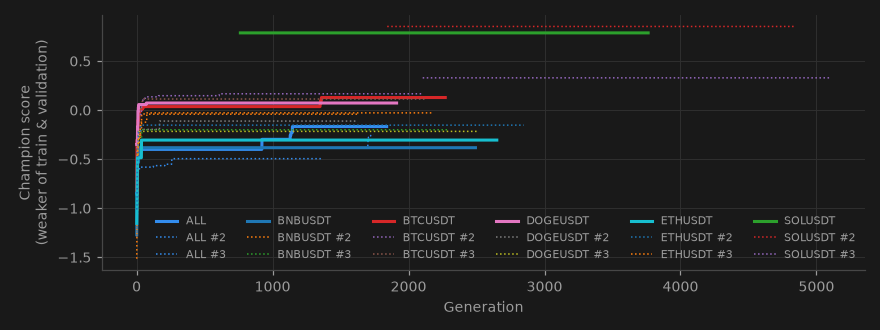 Champion score
(weaker of train & validation)
0.5
0.0
−0.5
−1.0
−1.5
ALL
BNBUSDT
BTCUSDT
DOGEUSDT
ETHUSDT
SOLUSDT
ALL #2
BNBUSDT #2
BTCUSDT #2
DOGEUSDT #2
ETHUSDT #2
SOLUSDT #2
ALL #3
BNBUSDT #3
BTCUSDT #3
DOGEUSDT #3
ETHUSDT #3
SOLUSDT #3
0
1000
2000
3000
4000
5000
Generation